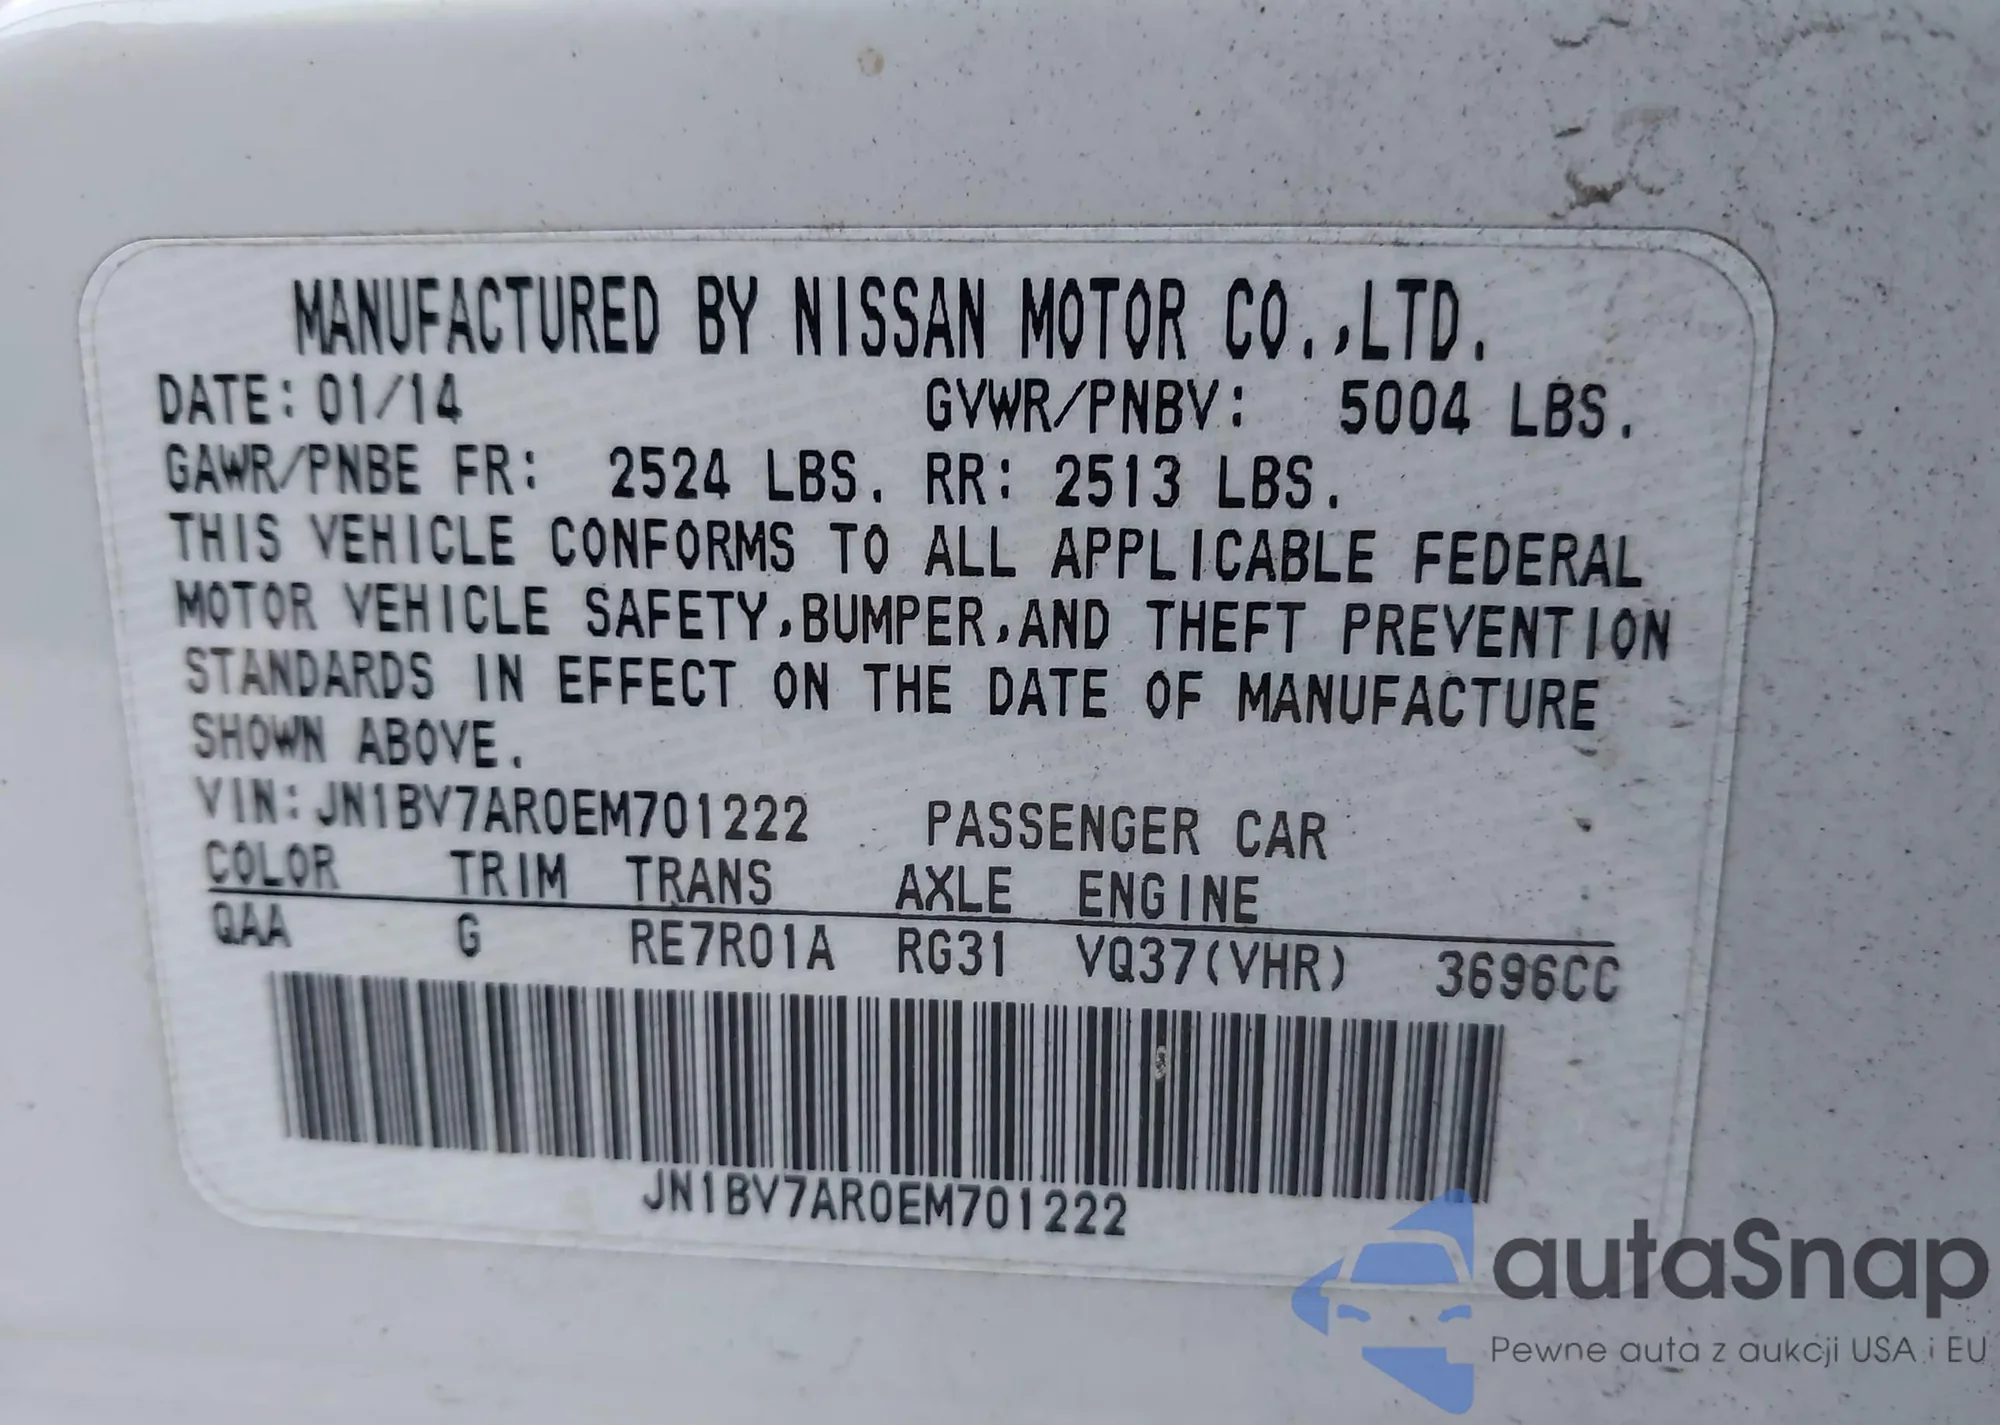 MANUFACTURED BY NISSAN MOTOR CO.,LTD.
DATE: 01/14 GVWR/PNBV: 5004 LBS.
GAWR/PNBE FR: 2524 LBS. RR: 2513 LBS.
THIS VEHICLE CONFORMS TO ALL APPLICABLE FEDERAL
MOTOR VEHICLE SAFETY,BUMPER,AND THEFT PREVENTION
STANDARDS IN EFFECT ON THE DATE OF MANUFACTURE
SHOWN ABOVE.
VIN: JN1BV7AR0EM701222 PASSENGER CAR
COLOR TRIM TRANS AXLE ENGINE
QAA G RE7R01A RG31 VQ37(VHR) 3696CC
JN1BV7AR0EM701222
autaSnap
Pewne auta z aukcji USA i EU